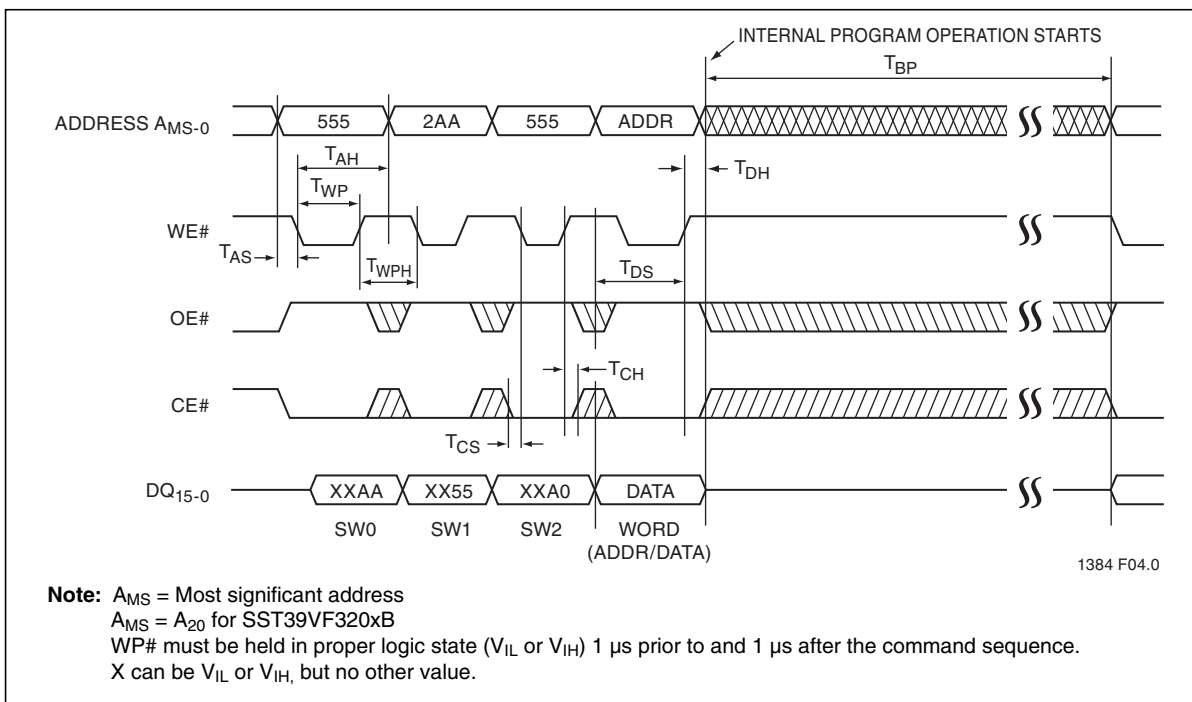 INTERNAL PROGRAM OPERATION STARTS
TBP
ADDRESS AMS-0
555 2AA 555 ADDR
TAH
TDH
TWP
WE#
TAS
TWPH
TDS
OE#
TCH
CE#
TCS
DQ15-0
XXAA XX55 XXA0 DATA
SW0 SW1 SW2 WORD
(ADDR/DATA)
1384 F04.0
Note: AMS = Most significant address
AMS = A20 for SST39VF320xB
WP# must be held in proper logic state (VIL or VIH) 1 µs prior to and 1 µs after the command sequence.
X can be VIL or VIH, but no other value.